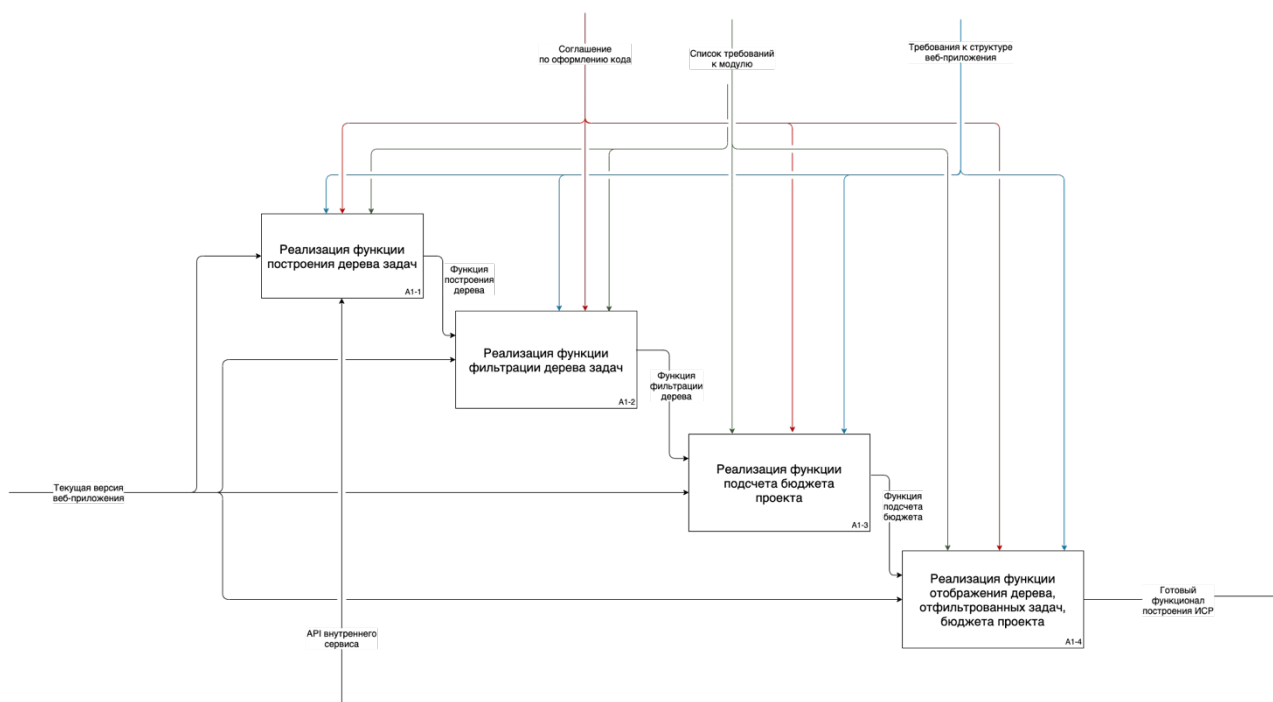 Соглашение
по оформлению кода
Список требований
к модулю
Требования к структуре
веб-приложения
Реализация функции
построения дерева задач
A1-1
Функция
построения
дерева
Реализация функции
фильтрации дерева задач
A1-2
Функция
фильтрации
дерева
Реализация функции
подсчета бюджета
проекта
A1-3
Текущая версия
веб-приложения
Функция
подсчета
бюджета
Реализация функции
отображения дерева,
отфильтрованных задач,
бюджета проекта
A1-4
Готовый
функционал
построения ИСР
API внутреннего
сервиса